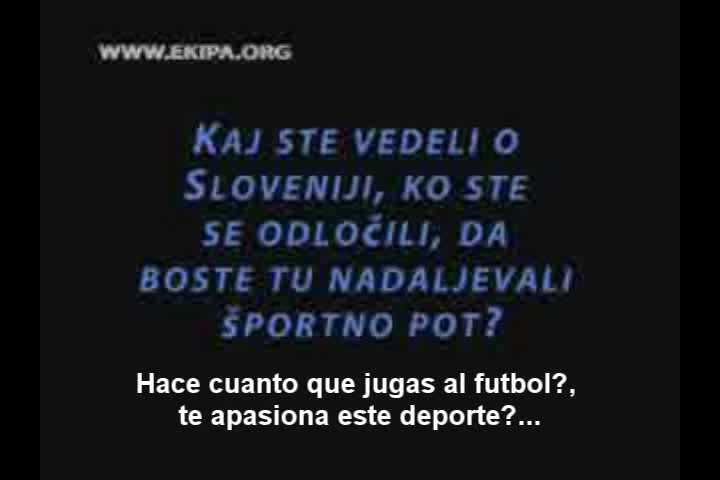 WWW.EKIPA.ORG
KAJ STE VEDELI O
SLOVENIJI, KO STE
SE ODLOČILI, DA
BOSTE TU NADALJEVALI
ŠPORTNO POT?
Hace cuanto que jugas al futbol?,
te apasiona este deporte?...